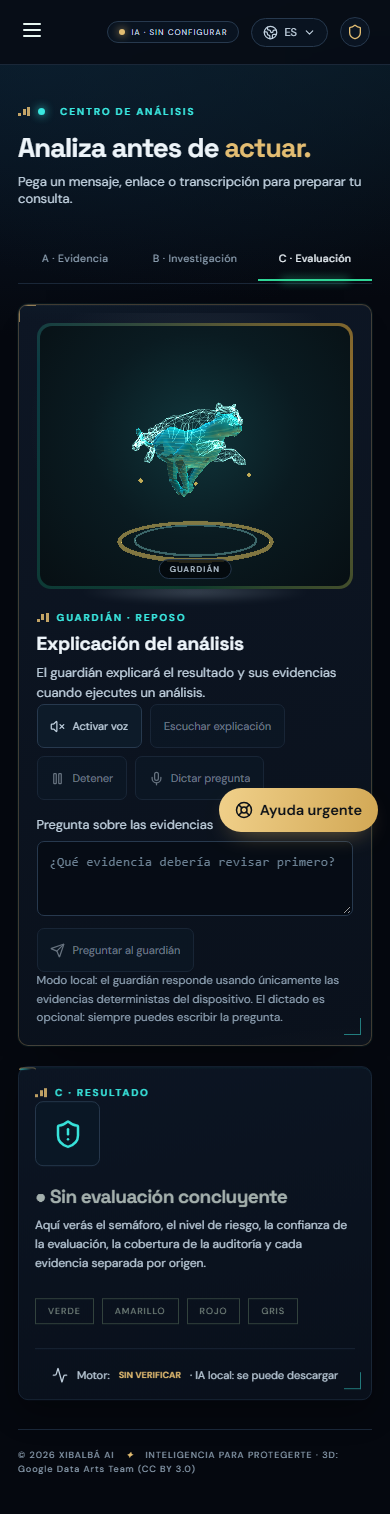 IA · SIN CONFIGURAR
ES
CENTRO DE ANÁLISIS
Analiza antes de actuar.
Pega un mensaje, enlace o transcripción para preparar tu
consulta.
A · Evidencia
B · Investigación
C · Evaluación
GUARDIÁN
GUARDIÁN · REPOSO
Explicación del análisis
El guardián explicará el resultado y sus evidencias
cuando ejecutes un análisis.
Activar voz
Escuchar explicación
Detener
Dictar pregunta
Ayuda urgente
Pregunta sobre las evidencias
¿Qué evidencia debería revisar primero?
Preguntar al guardián
Modo local: el guardián responde usando únicamente las
evidencias deterministas del dispositivo. El dictado es
opcional: siempre puedes escribir la pregunta.
C · RESULTADO
● Sin evaluación concluyente
Aquí verás el semáforo, el nivel de riesgo, la confianza de
la evaluación, la cobertura de la auditoría y cada
evidencia separada por origen.
VERDE
AMARILLO
ROJO
GRIS
Motor: SIN VERIFICAR · IA local: se puede descargar
© 2026 XIBALBÁ AI ✦ INTELIGENCIA PARA PROTEGERTE · 3D:
Google Data Arts Team (CC BY 3.0)